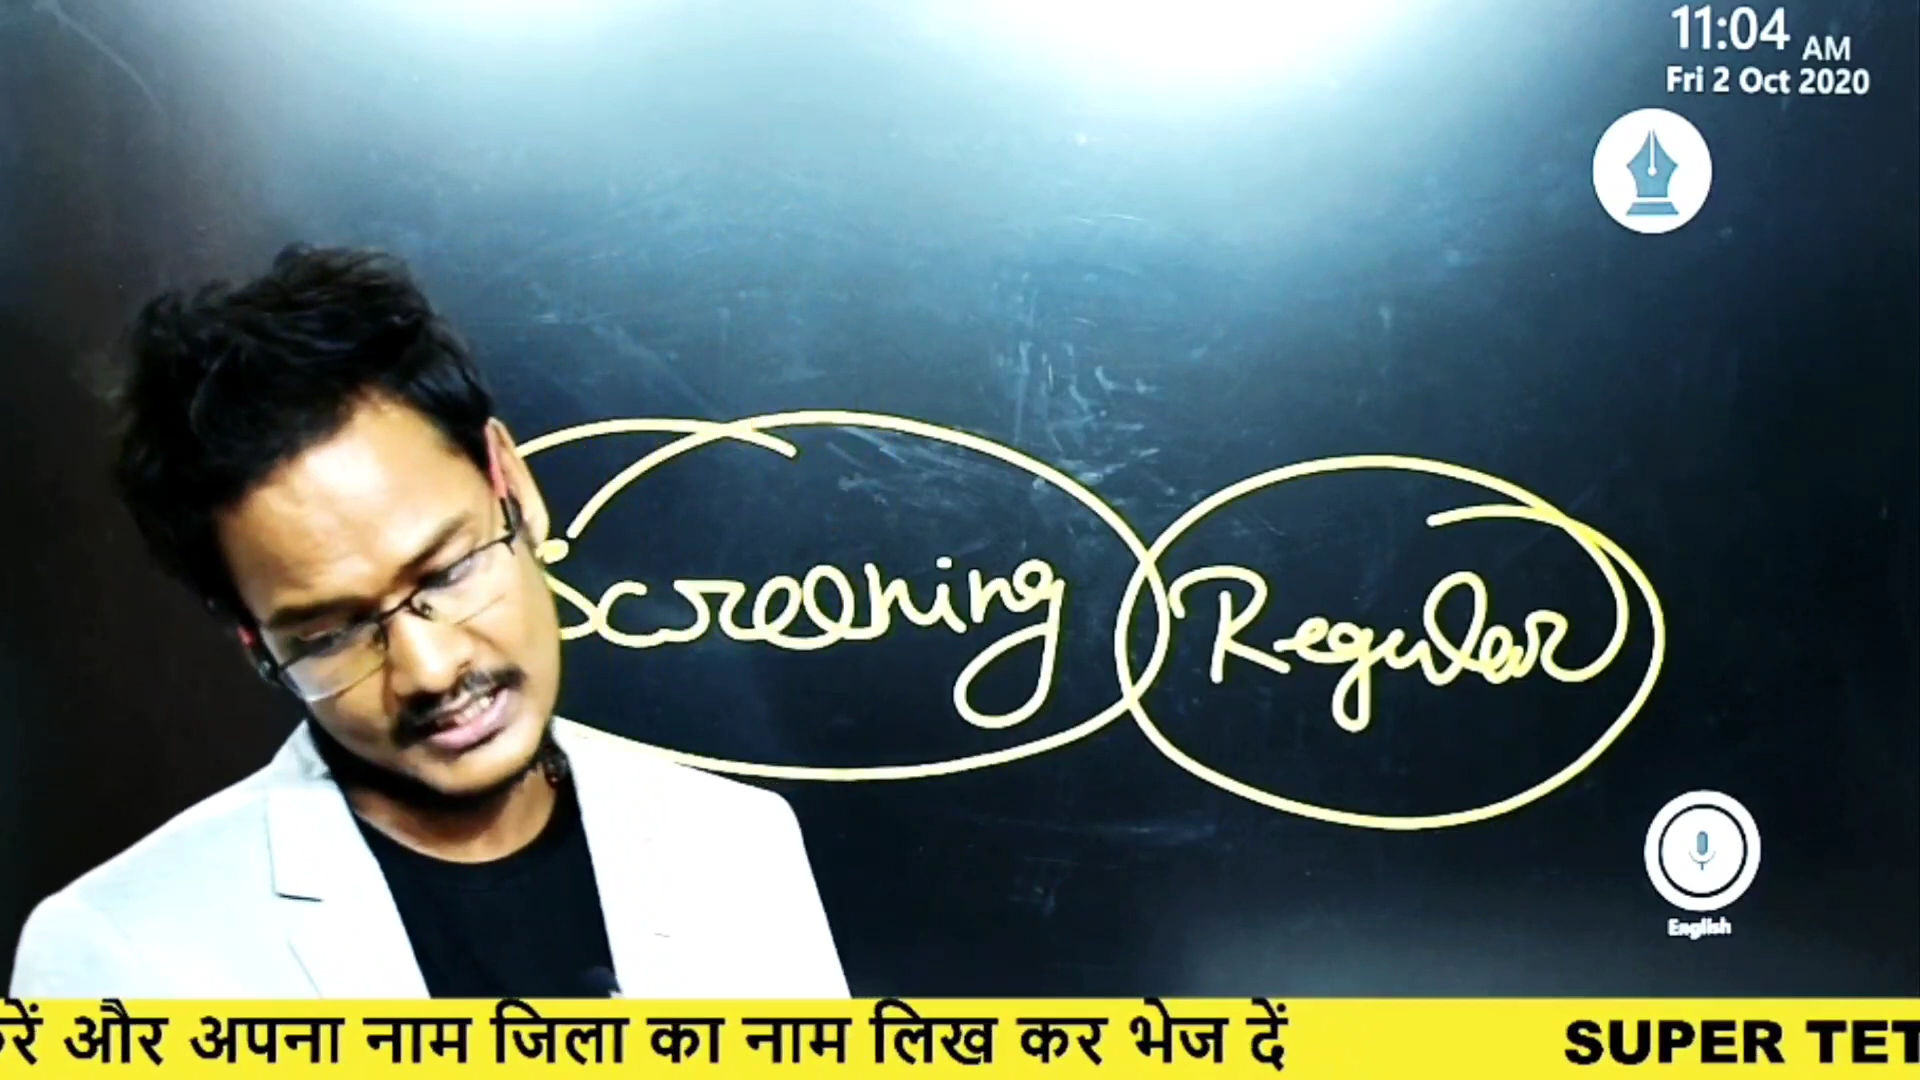 11:04 AM
Fri 2 Oct 2020
Screening Regular
English
और अपना नाम जिला का नाम लिख कर भेज दें SUPER TET